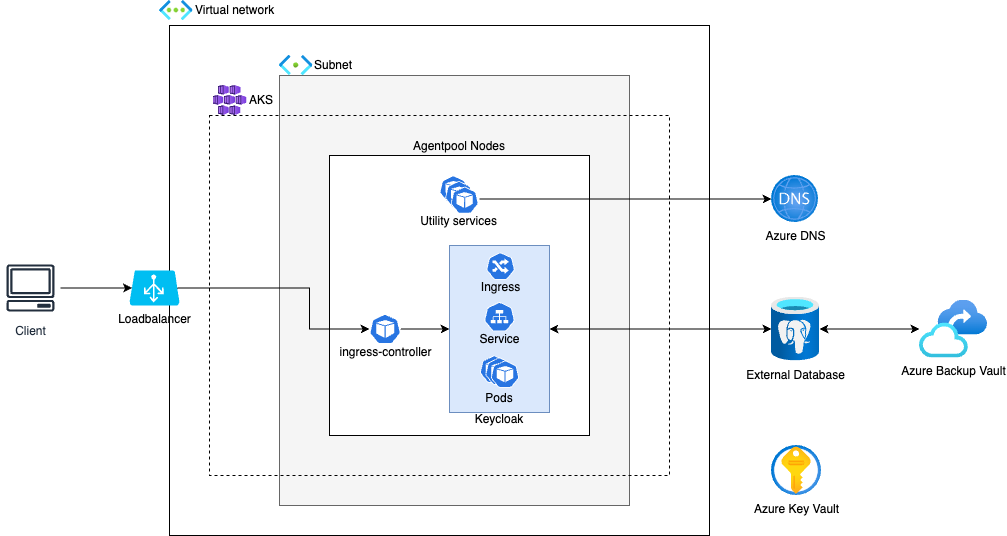 Virtual network
Subnet
AKS
Agentpool Nodes
Utility services
DNS
Azure DNS
Ingress
Client
Loadbalancer
ingress-controller
Service
External Database
Azure Backup Vault
Pods
Keycloak
Azure Key Vault